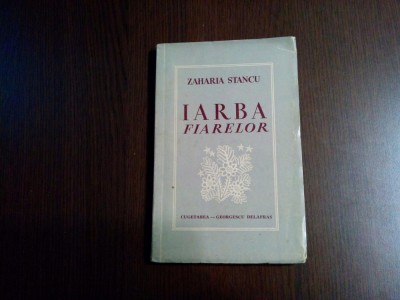 ZAHARIA STANCU
IARBA
FIARELOR
CUGETAREA — GEORGESCU DELAFRAS